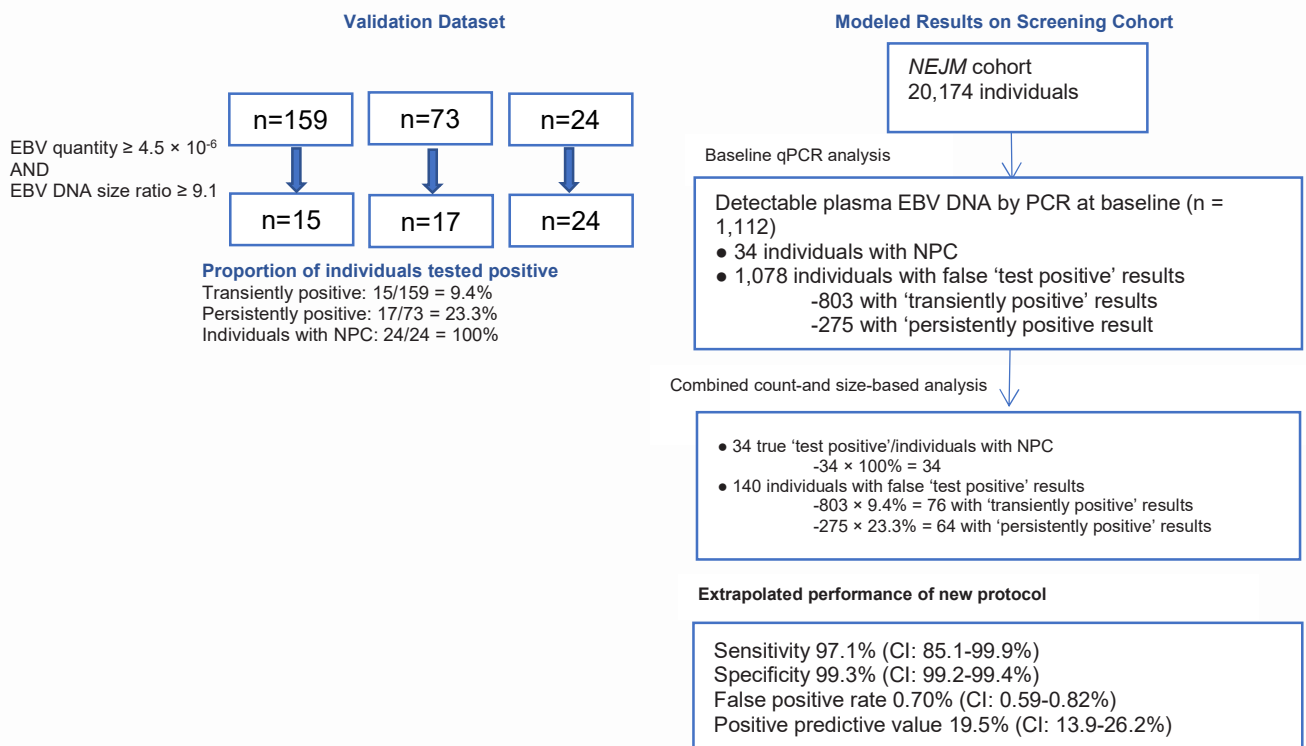 Validation Dataset
n=159
n=73
n=24
EBV quantity ≥ 4.5 × 10⁻⁶
AND
EBV DNA size ratio ≥ 9.1
n=15
n=17
n=24
Proportion of individuals tested positive
Transiently positive: 15/159 = 9.4%
Persistently positive: 17/73 = 23.3%
Individuals with NPC: 24/24 = 100%
Modeled Results on Screening Cohort
NEJM cohort
20,174 individuals
Baseline qPCR analysis
Detectable plasma EBV DNA by PCR at baseline (n =
1,112)
● 34 individuals with NPC
● 1,078 individuals with false ‘test positive’ results
-803 with ‘transiently positive’ results
-275 with ‘persistently positive result
Combined count-and size-based analysis
● 34 true ‘test positive’/individuals with NPC
-34 × 100% = 34
● 140 individuals with false ‘test positive’ results
-803 × 9.4% = 76 with ‘transiently positive’ results
-275 × 23.3% = 64 with ‘persistently positive’ results
Extrapolated performance of new protocol
Sensitivity 97.1% (CI: 85.1-99.9%)
Specificity 99.3% (CI: 99.2-99.4%)
False positive rate 0.70% (CI: 0.59-0.82%)
Positive predictive value 19.5% (CI: 13.9-26.2%)